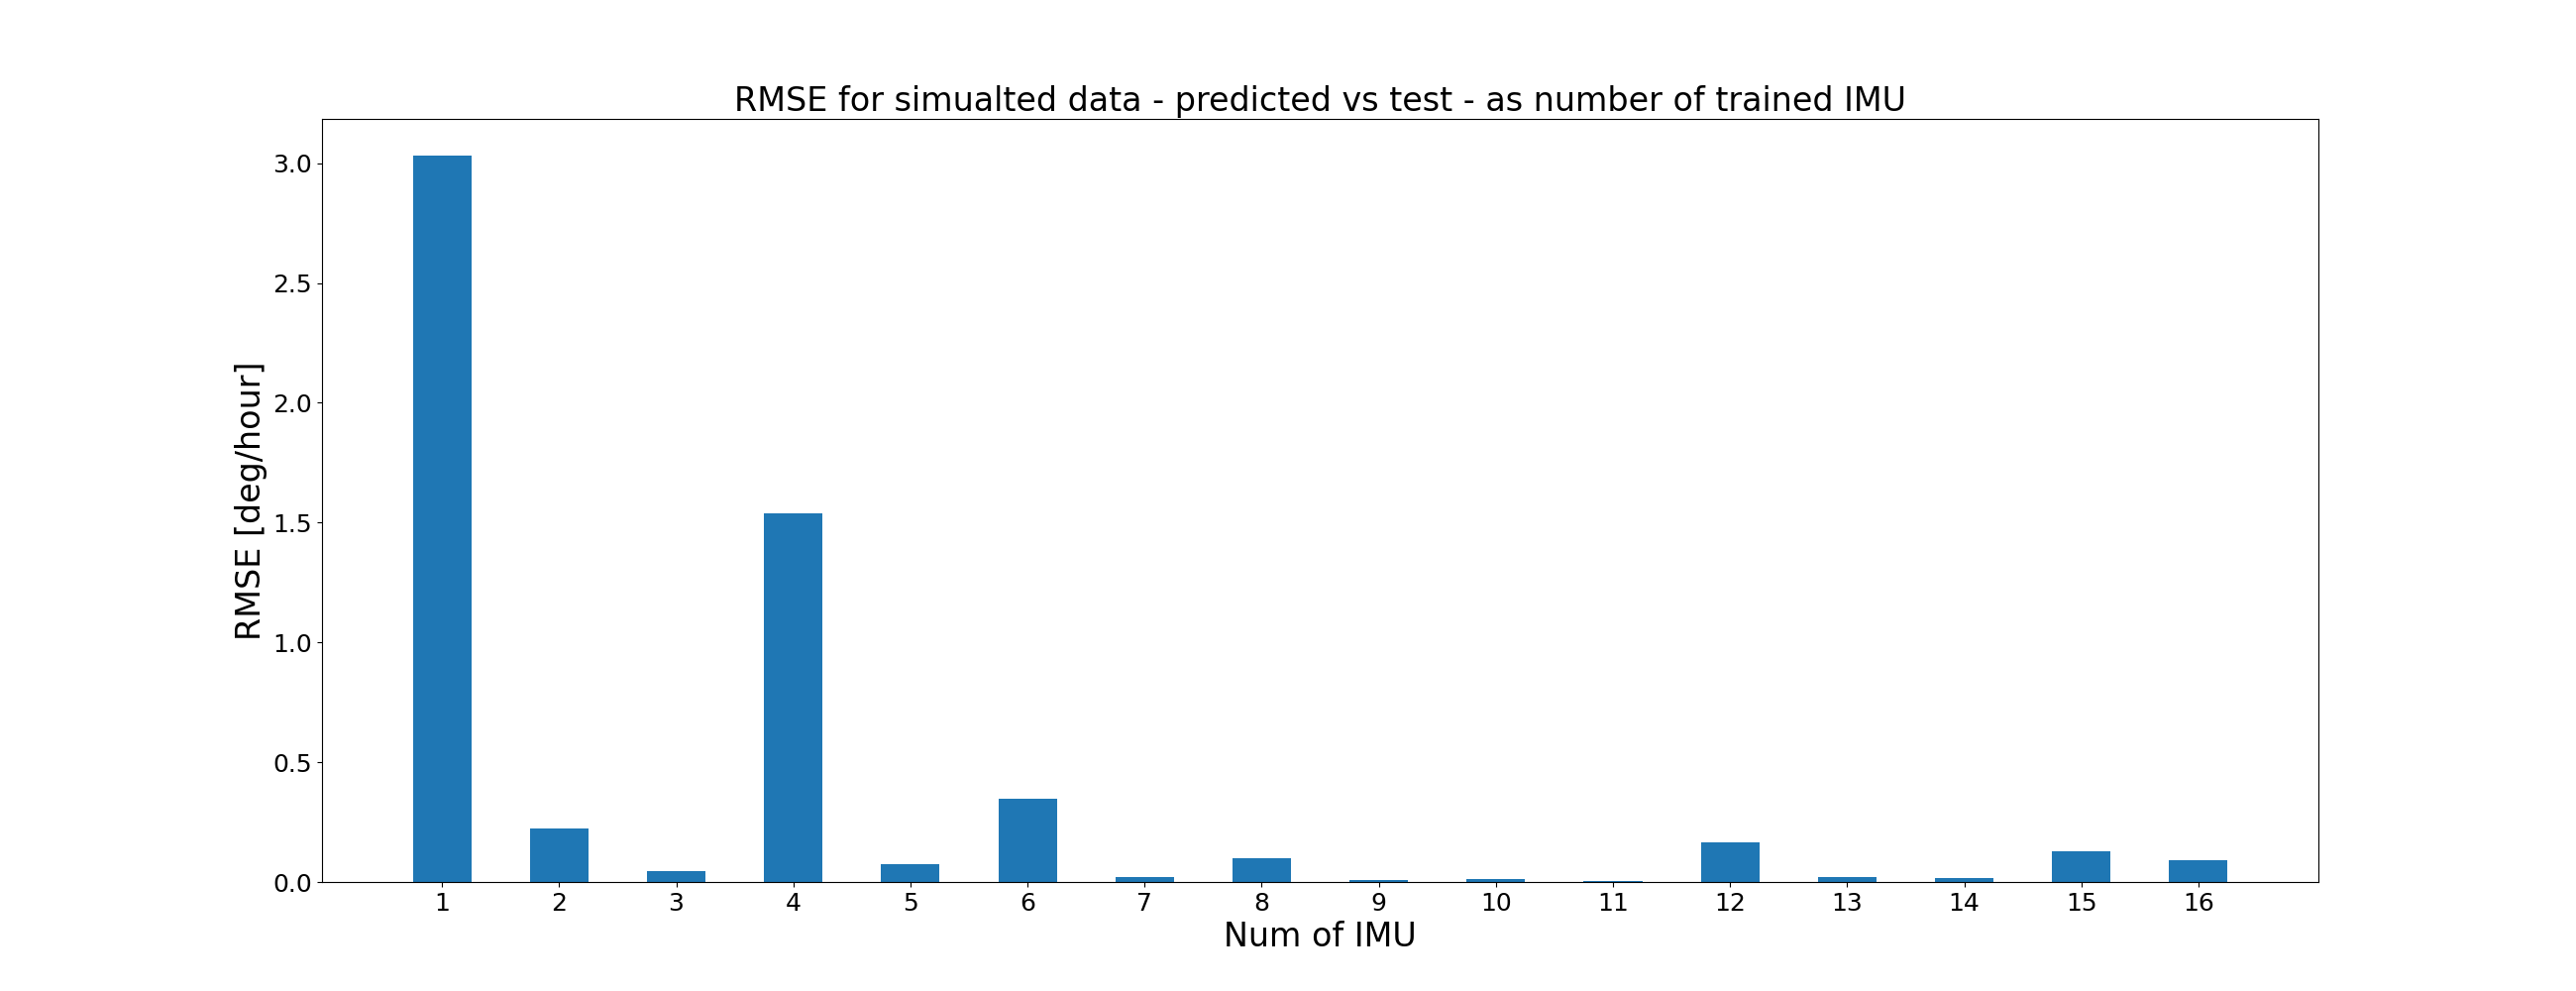 RMSE for simualted data - predicted vs test - as number of trained IMU
3.0
2.5
2.0
1.5
1.0
0.5
0.0
RMSE [deg/hour]
1 2 3 4 5 6 7 8 9 10 11 12 13 14 15 16
Num of IMU